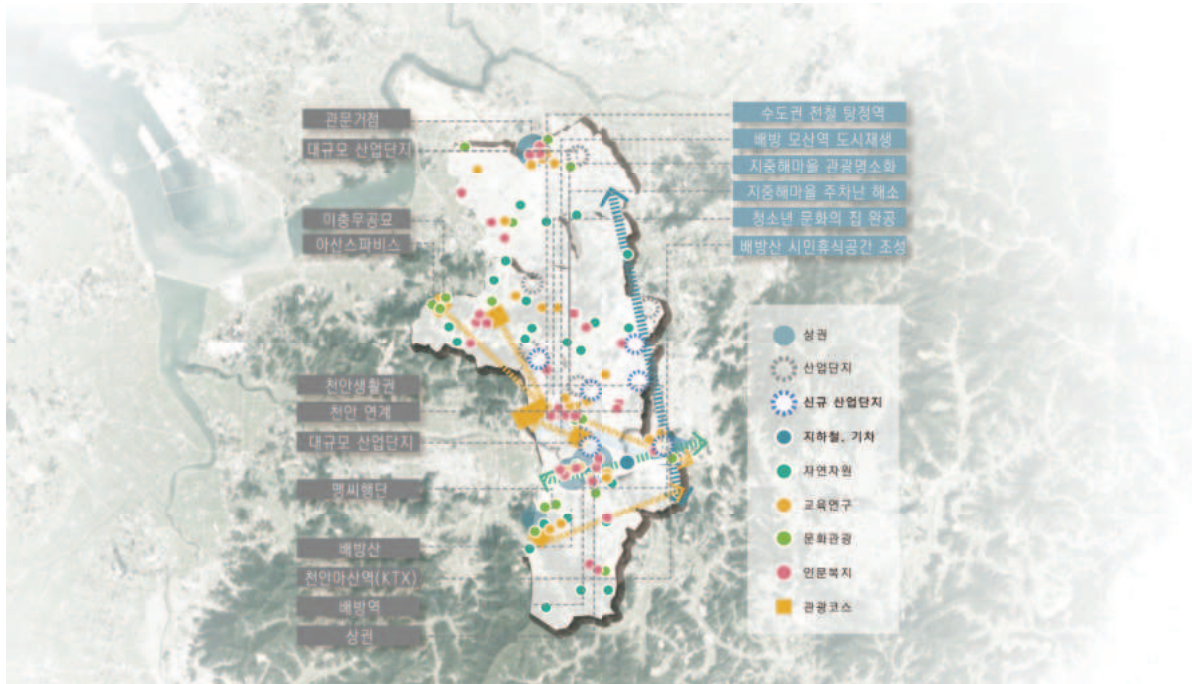 관문거점
대규모 산업단지
이충무공묘
아산스파비스
천안생활권
천안 연계
대규모 산업단지
맹씨행단
배방산
천안아산역(KTX)
배방역
상권
수도권 전철 탕정역
배방 모산역 도시재생
지중해마을 관광명소화
지중해마을 주차난 해소
청소년 문화의 집 완공
배방산 시민휴식공간 조성
상권
산업단지
신규 산업단지
지하철, 기차
자연자원
교육연구
문화관광
인문복지
관광코스